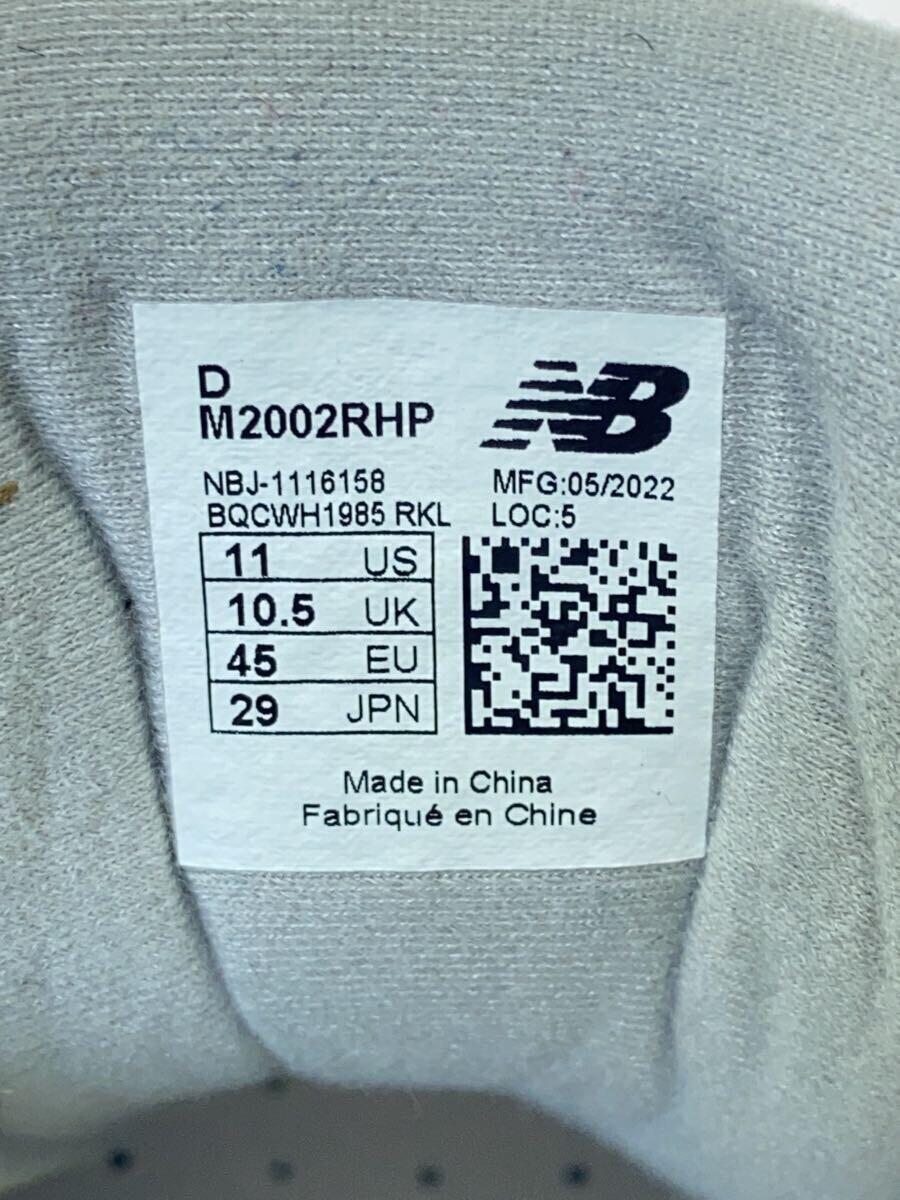 D
M2002RHP
NB
NBJ-1116158
MFG:05/2022
BQCWH1985 RKL
LOC:5
11 US
10.5 UK
45 EU
29 JPN
Made in China
Fabriqué en Chine